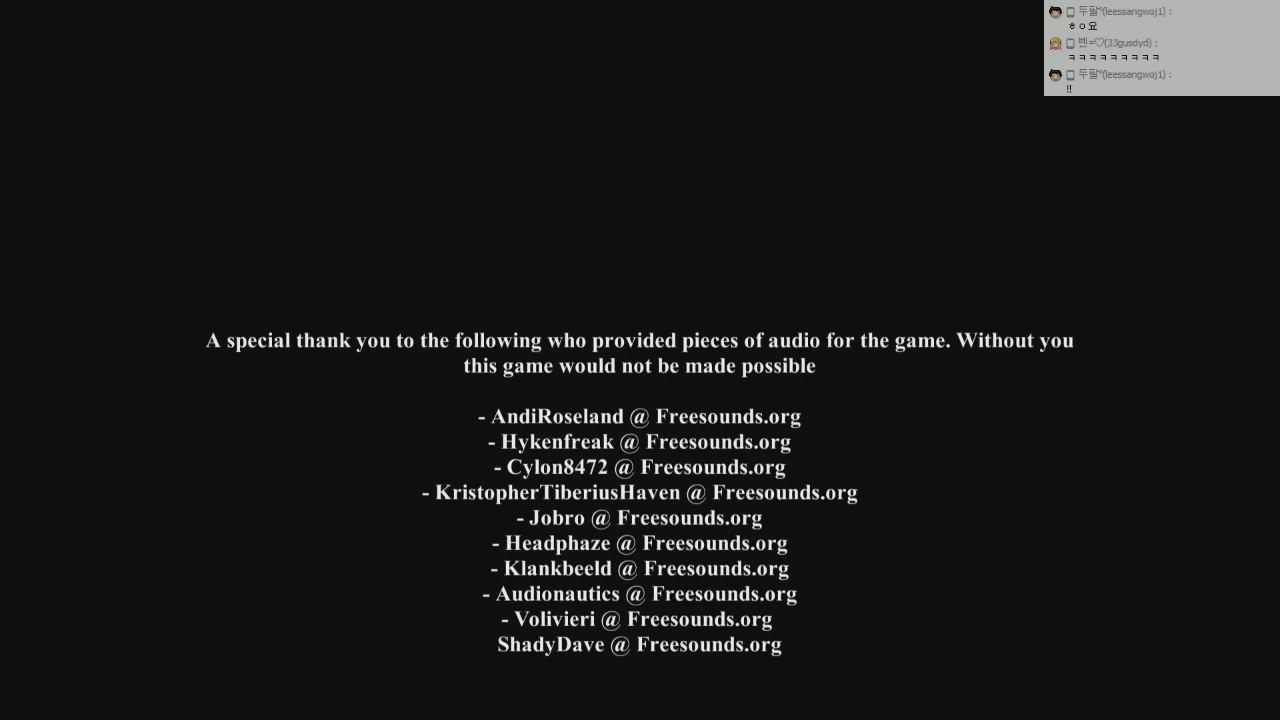 두팔°(leessangwoj1) :
ㅎㅇ요
벤=♡(33gusdyd) :
ㅋㅋㅋㅋㅋㅋㅋㅋㅋ
두팔°(leessangwoj1) :
!!
A special thank you to the following who provided pieces of audio for the game. Without you
this game would not be made possible
- AndiRoseland @ Freesounds.org
- Hykenfreak @ Freesounds.org
- Cylon8472 @ Freesounds.org
- KristopherTiberiusHaven @ Freesounds.org
- Jobro @ Freesounds.org
- Headphaze @ Freesounds.org
- Klankbeeld @ Freesounds.org
- Audionautics @ Freesounds.org
- Volivieri @ Freesounds.org
ShadyDave @ Freesounds.org